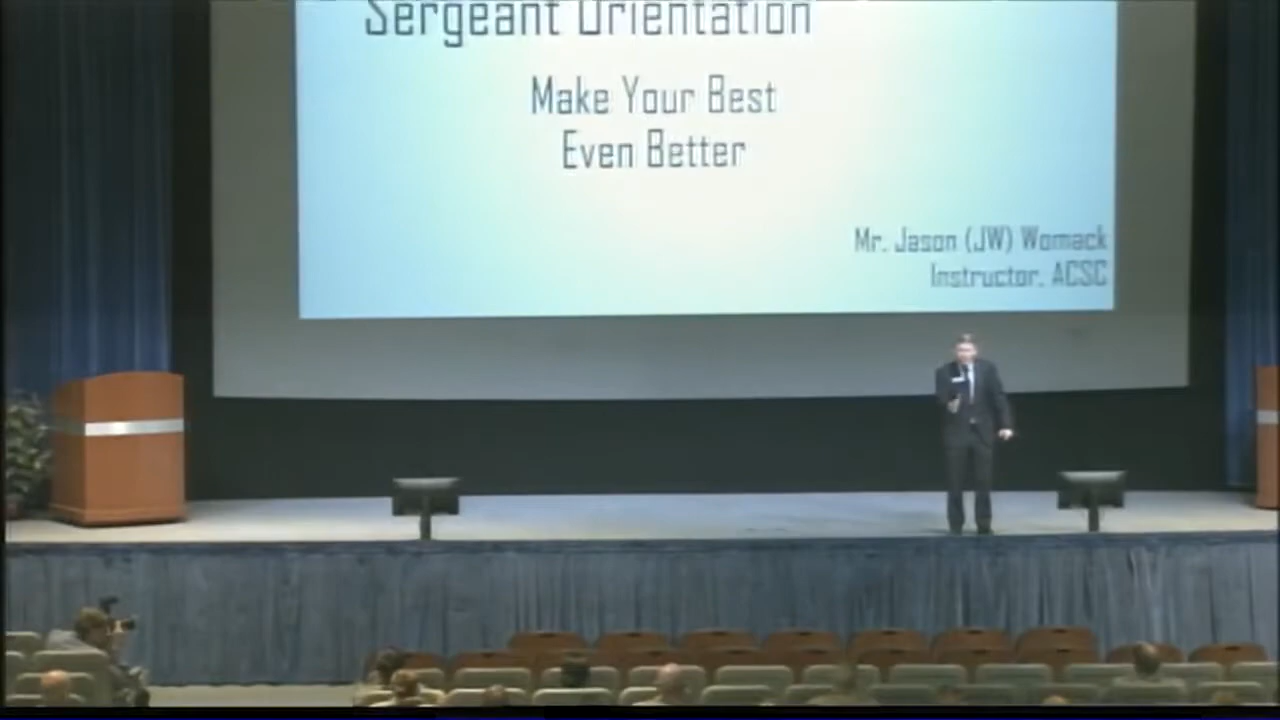 Sergeant Orientation
Make Your Best
Even Better
Mr. Jason (JW) Womack
Instructor, ACSC